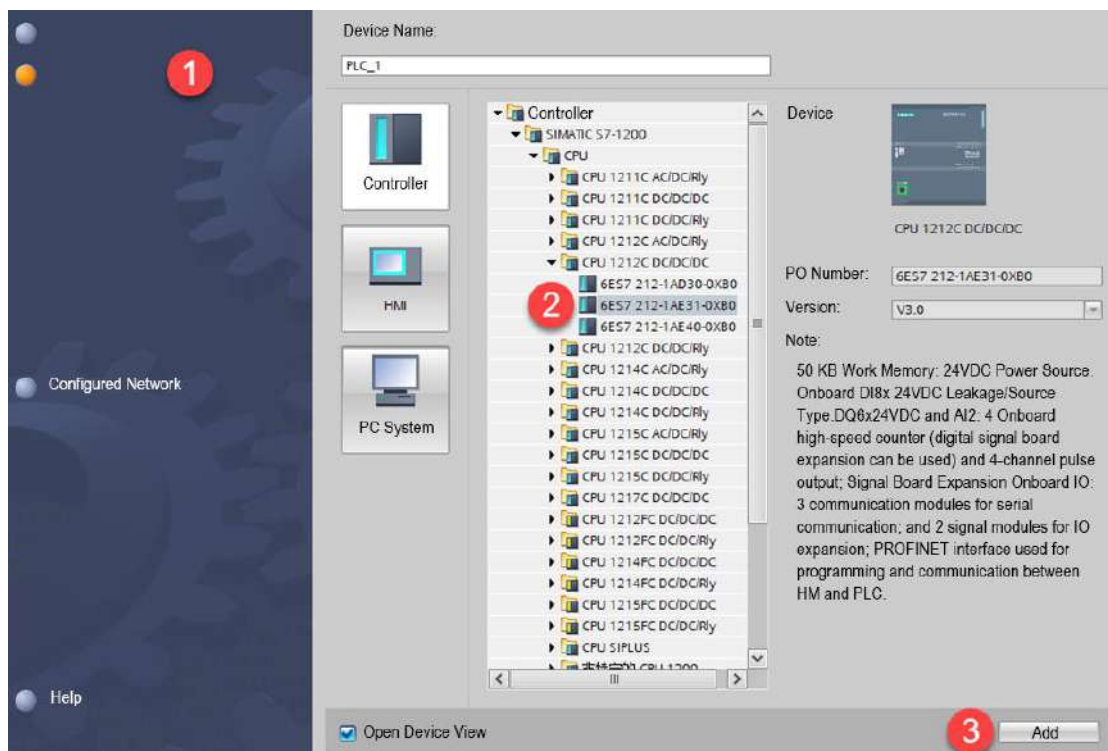 Device Name:
PLC_1
1
Controller
HMI
PC System
Configured Network
Help
Controller
SIMATIC S7-1200
CPU
CPU 1211C AC/DC/Rly
CPU 1211C DC/DC/DC
CPU 1211C DC/DC/Rly
CPU 1212C AC/DC/Rly
CPU 1212C DC/DC/DC
6ES7 212-1AD30-0XB0
2
6ES7 212-1AE31-0XB0
6ES7 212-1AE40-0XB0
CPU 1212C DC/DC/Rly
CPU 1214C AC/DC/Rly
CPU 1214C DC/DC/DC
CPU 1214C DC/DC/Rly
CPU 1215C AC/DC/Rly
CPU 1215C DC/DC/DC
CPU 1215C DC/DC/Rly
CPU 1217C DC/DC/DC
CPU 1212FC DC/DC/DC
CPU 1212FC DC/DC/Rly
CPU 1214FC DC/DC/DC
CPU 1214FC DC/DC/Rly
CPU 1215FC DC/DC/DC
CPU 1215FC DC/DC/Rly
CPU SIPLUS
CPU 1200
Device
CPU 1212C DC/DC/DC
PO Number:
6ES7 212-1AE31-0XB0
Version:
V3.0
Note:
50 KB Work Memory: 24VDC Power Source.
Onboard DI8x 24VDC Leakage/Source
Type.DQ6x24VDC and AI2: 4 Onboard
high-speed counter (digital signal board
expansion can be used) and 4-channel pulse
output; Signal Board Expansion Onboard IO:
3 communication modules for serial
communication; and 2 signal modules for IO
expansion; PROFINET interface used for
programming and communication between
HM and PLC.
Open Device View
3
Add